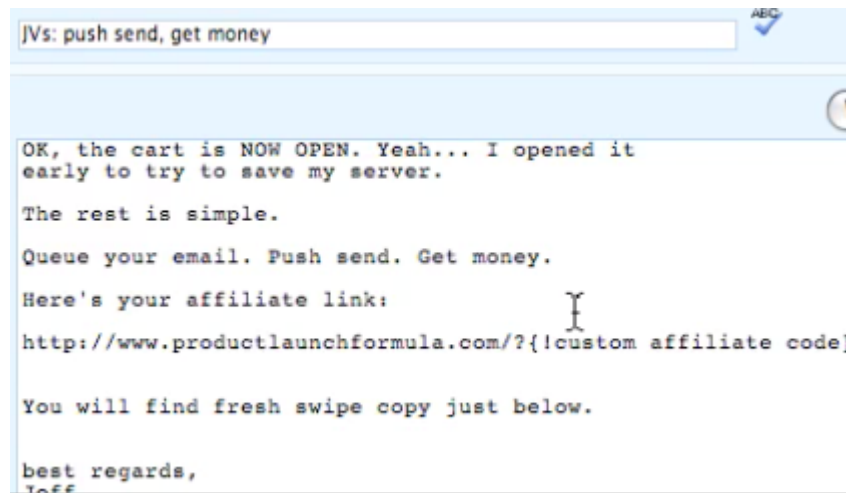 ABC
JVs: push send, get money
OK, the cart is NOW OPEN. Yeah... I opened it
early to try to save my server.
The rest is simple.
Queue your email. Push send. Get money.
Here's your affiliate link:
http://www.productlaunchformula.com/?{!custom affiliate code}
You will find fresh swipe copy just below.
best regards,
Jeff